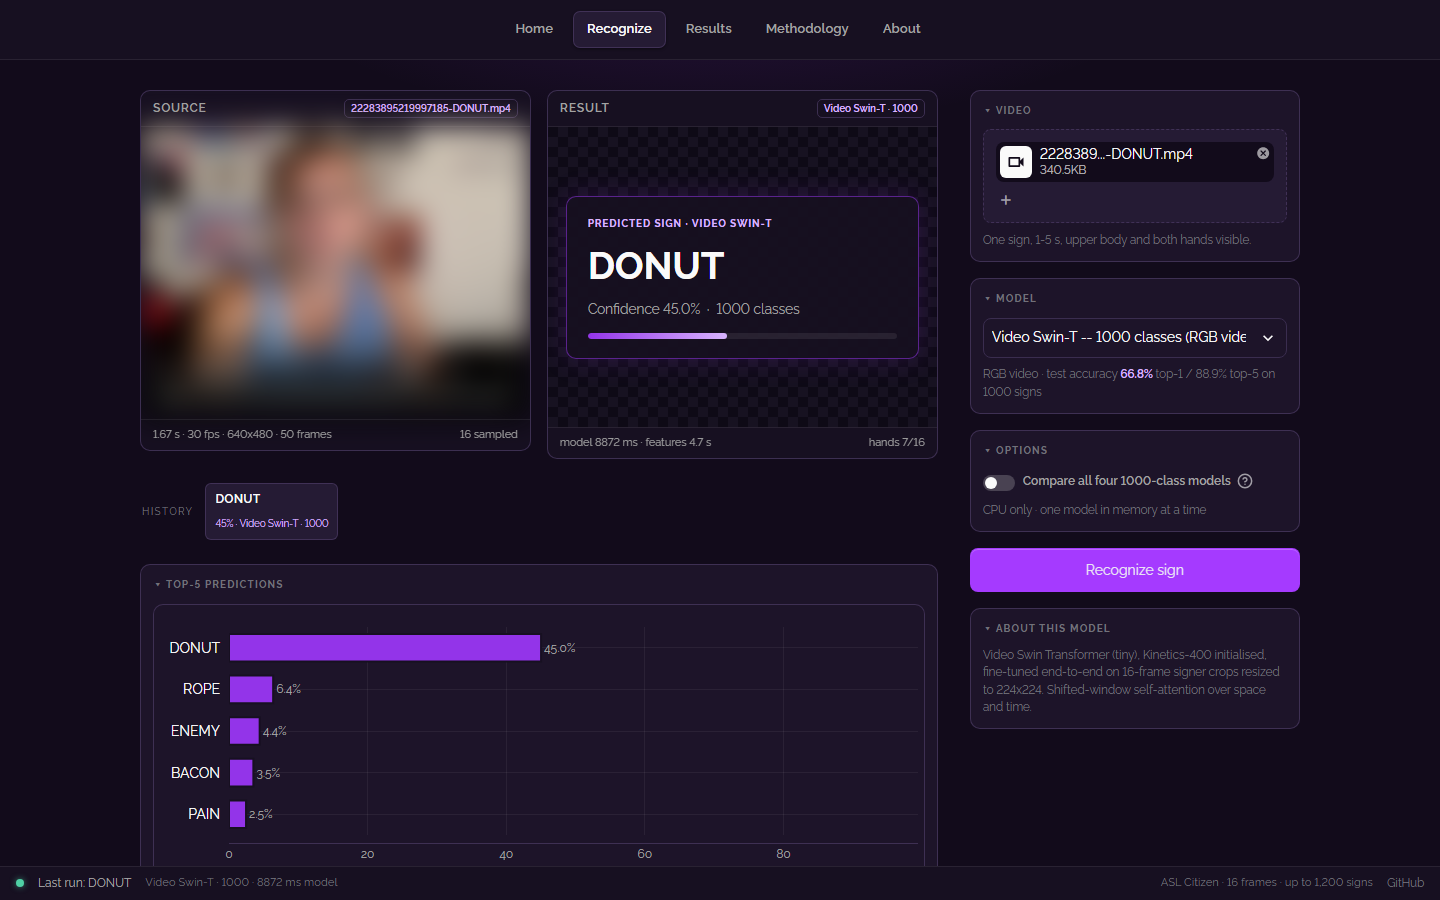 Home Recognize Results Methodology About
SOURCE 22283895219997185-DONUT.mp4
1.67 s · 30 fps · 640x480 · 50 frames 16 sampled
RESULT Video Swin-T · 1000
PREDICTED SIGN · VIDEO SWIN-T
DONUT
Confidence 45.0% · 1000 classes
model 8872 ms · features 4.7 s hands 7/16
HISTORY
DONUT
45% · Video Swin-T · 1000
TOP-5 PREDICTIONS
DONUT 45.0%
ROPE 6.4%
ENEMY 4.4%
BACON 3.5%
PAIN 2.5%
0 20 40 60 80
VIDEO
2228389...-DONUT.mp4
340.5KB
One sign, 1-5 s, upper body and both hands visible.
MODEL
Video Swin-T -- 1000 classes (RGB vide
RGB video · test accuracy 66.8% top-1 / 88.9% top-5 on
1000 signs
OPTIONS
Compare all four 1000-class models
CPU only · one model in memory at a time
Recognize sign
ABOUT THIS MODEL
Video Swin Transformer (tiny), Kinetics-400 initialised,
fine-tuned end-to-end on 16-frame signer crops resized
to 224x224. Shifted-window self-attention over space
and time.
Last run: DONUT Video Swin-T · 1000 · 8872 ms model
ASL Citizen · 16 frames · up to 1,200 signs GitHub